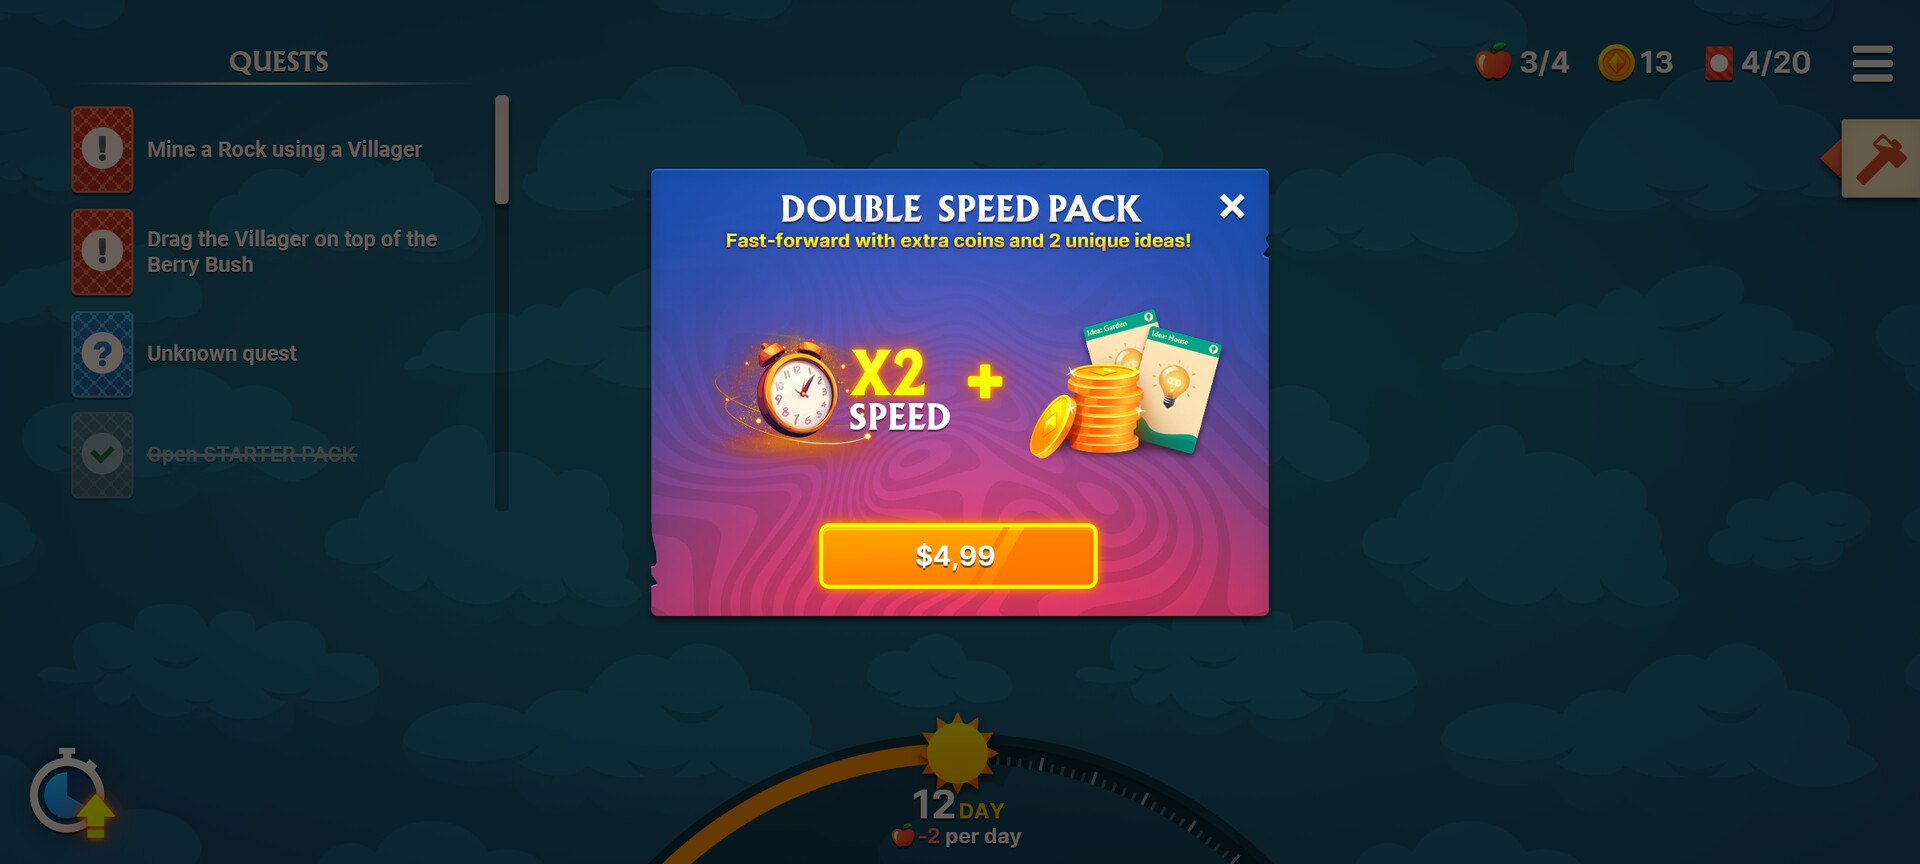 QUESTS
3/4
13
4/20
! Mine a Rock using a Villager
! Drag the Villager on top of the
Berry Bush
? Unknown quest
Open STARTER PACK
DOUBLE SPEED PACK
Fast-forward with extra coins and 2 unique ideas!
X2
SPEED
+
Idea: Garden
Idea: House
$4,99
12 DAY
-2 per day